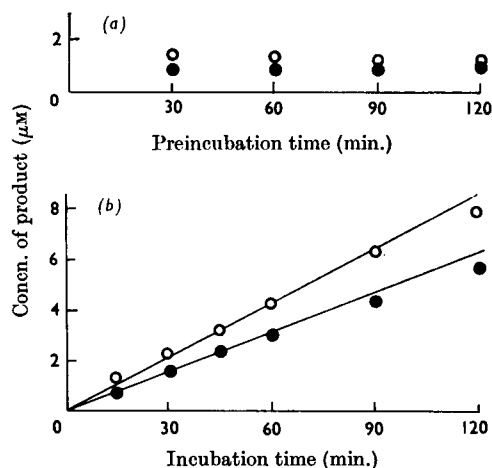 (a)
2
0
30 60 90 120
Preincubation time (min.)
Concn. of product (μM)
(b)
8
6
4
2
0
30 60 90 120
Incubation time (min.)